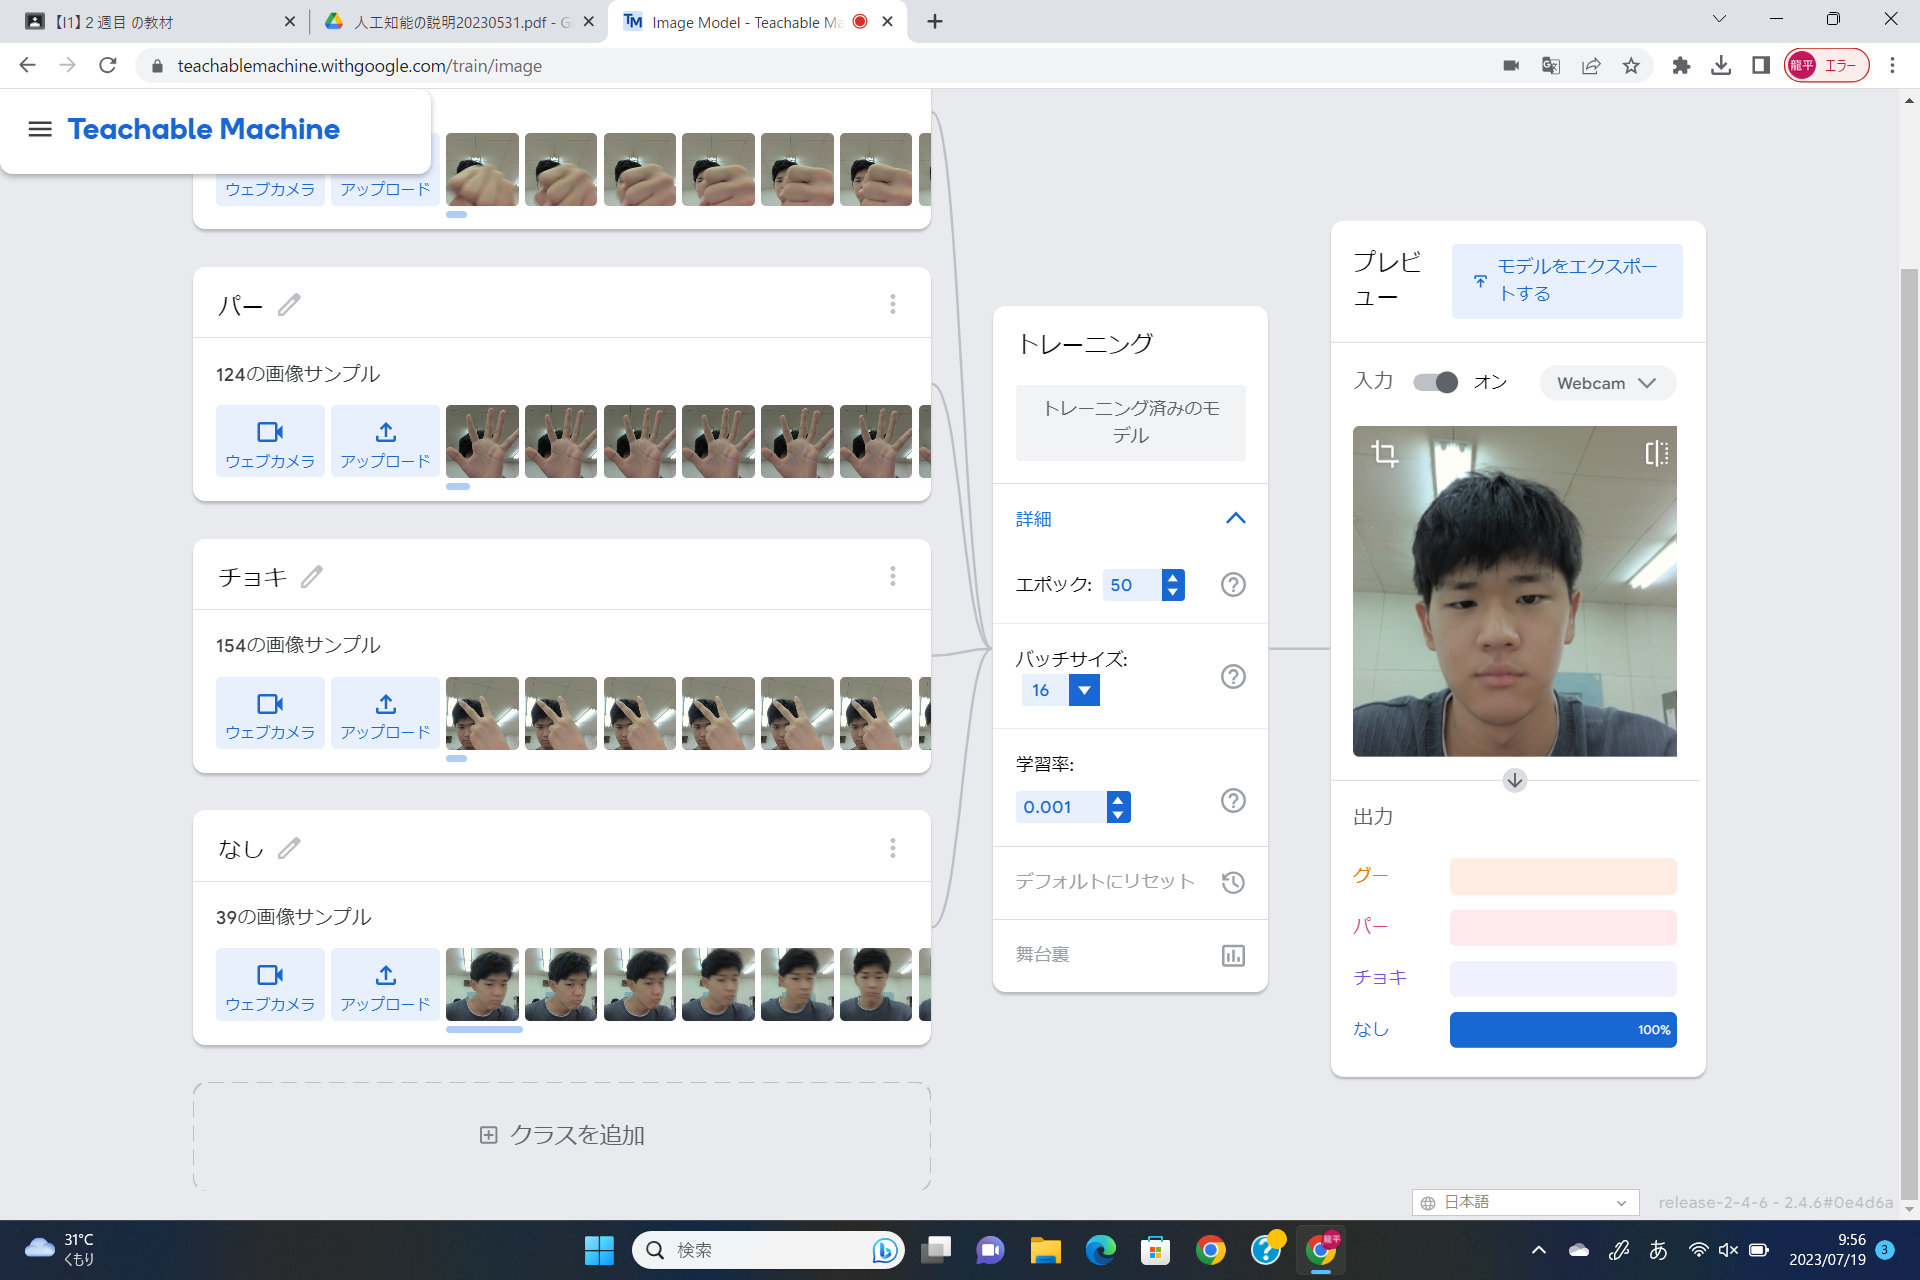 【I1】2 週目 の教材
人工知能の説明20230531.pdf - G
TM Image Model - Teachable Ma
teachablemachine.withgoogle.com/train/image
龍平 エラー
Teachable Machine
ウェブカメラ アップロード
パー
124の画像サンプル
ウェブカメラ アップロード
チョキ
154の画像サンプル
ウェブカメラ アップロード
なし
39の画像サンプル
ウェブカメラ アップロード
クラスを追加
トレーニング
トレーニング済みのモ
デル
詳細
エポック: 50
バッチサイズ:
16
学習率:
0.001
デフォルトにリセット
舞台裏
プレビ
ュー
モデルをエクスポー
トする
入力 オン Webcam
出力
グー
パー
チョキ
なし 100%
日本語
release-2-4-6 - 2.4.6#0e4d6a
31°C
くもり
検索
龍平
あ
9:56
2023/07/19
3